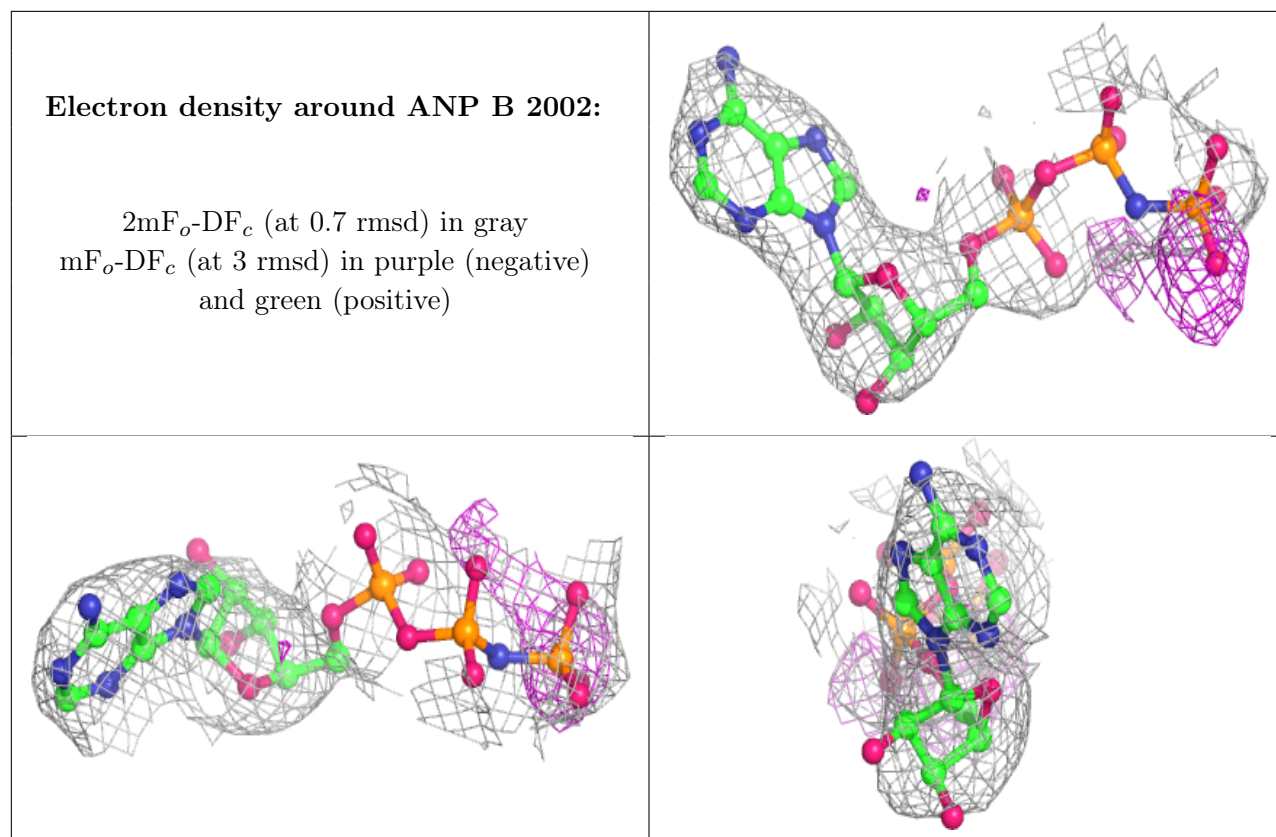 Electron density around ANP B 2002:
2mFₒ-DF𝒸 (at 0.7 rmsd) in gray
mFₒ-DF𝒸 (at 3 rmsd) in purple (negative)
and green (positive)